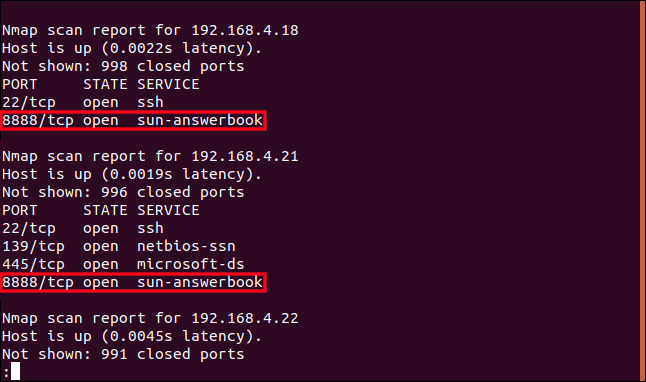 Nmap scan report for 192.168.4.18
Host is up (0.0022s latency).
Not shown: 998 closed ports
PORT     STATE SERVICE
22/tcp   open  ssh
8888/tcp open  sun-answerbook
Nmap scan report for 192.168.4.21
Host is up (0.0019s latency).
Not shown: 996 closed ports
PORT     STATE SERVICE
22/tcp   open  ssh
139/tcp  open  netbios-ssn
445/tcp  open  microsoft-ds
8888/tcp open  sun-answerbook
Nmap scan report for 192.168.4.22
Host is up (0.0045s latency).
Not shown: 991 closed ports
: